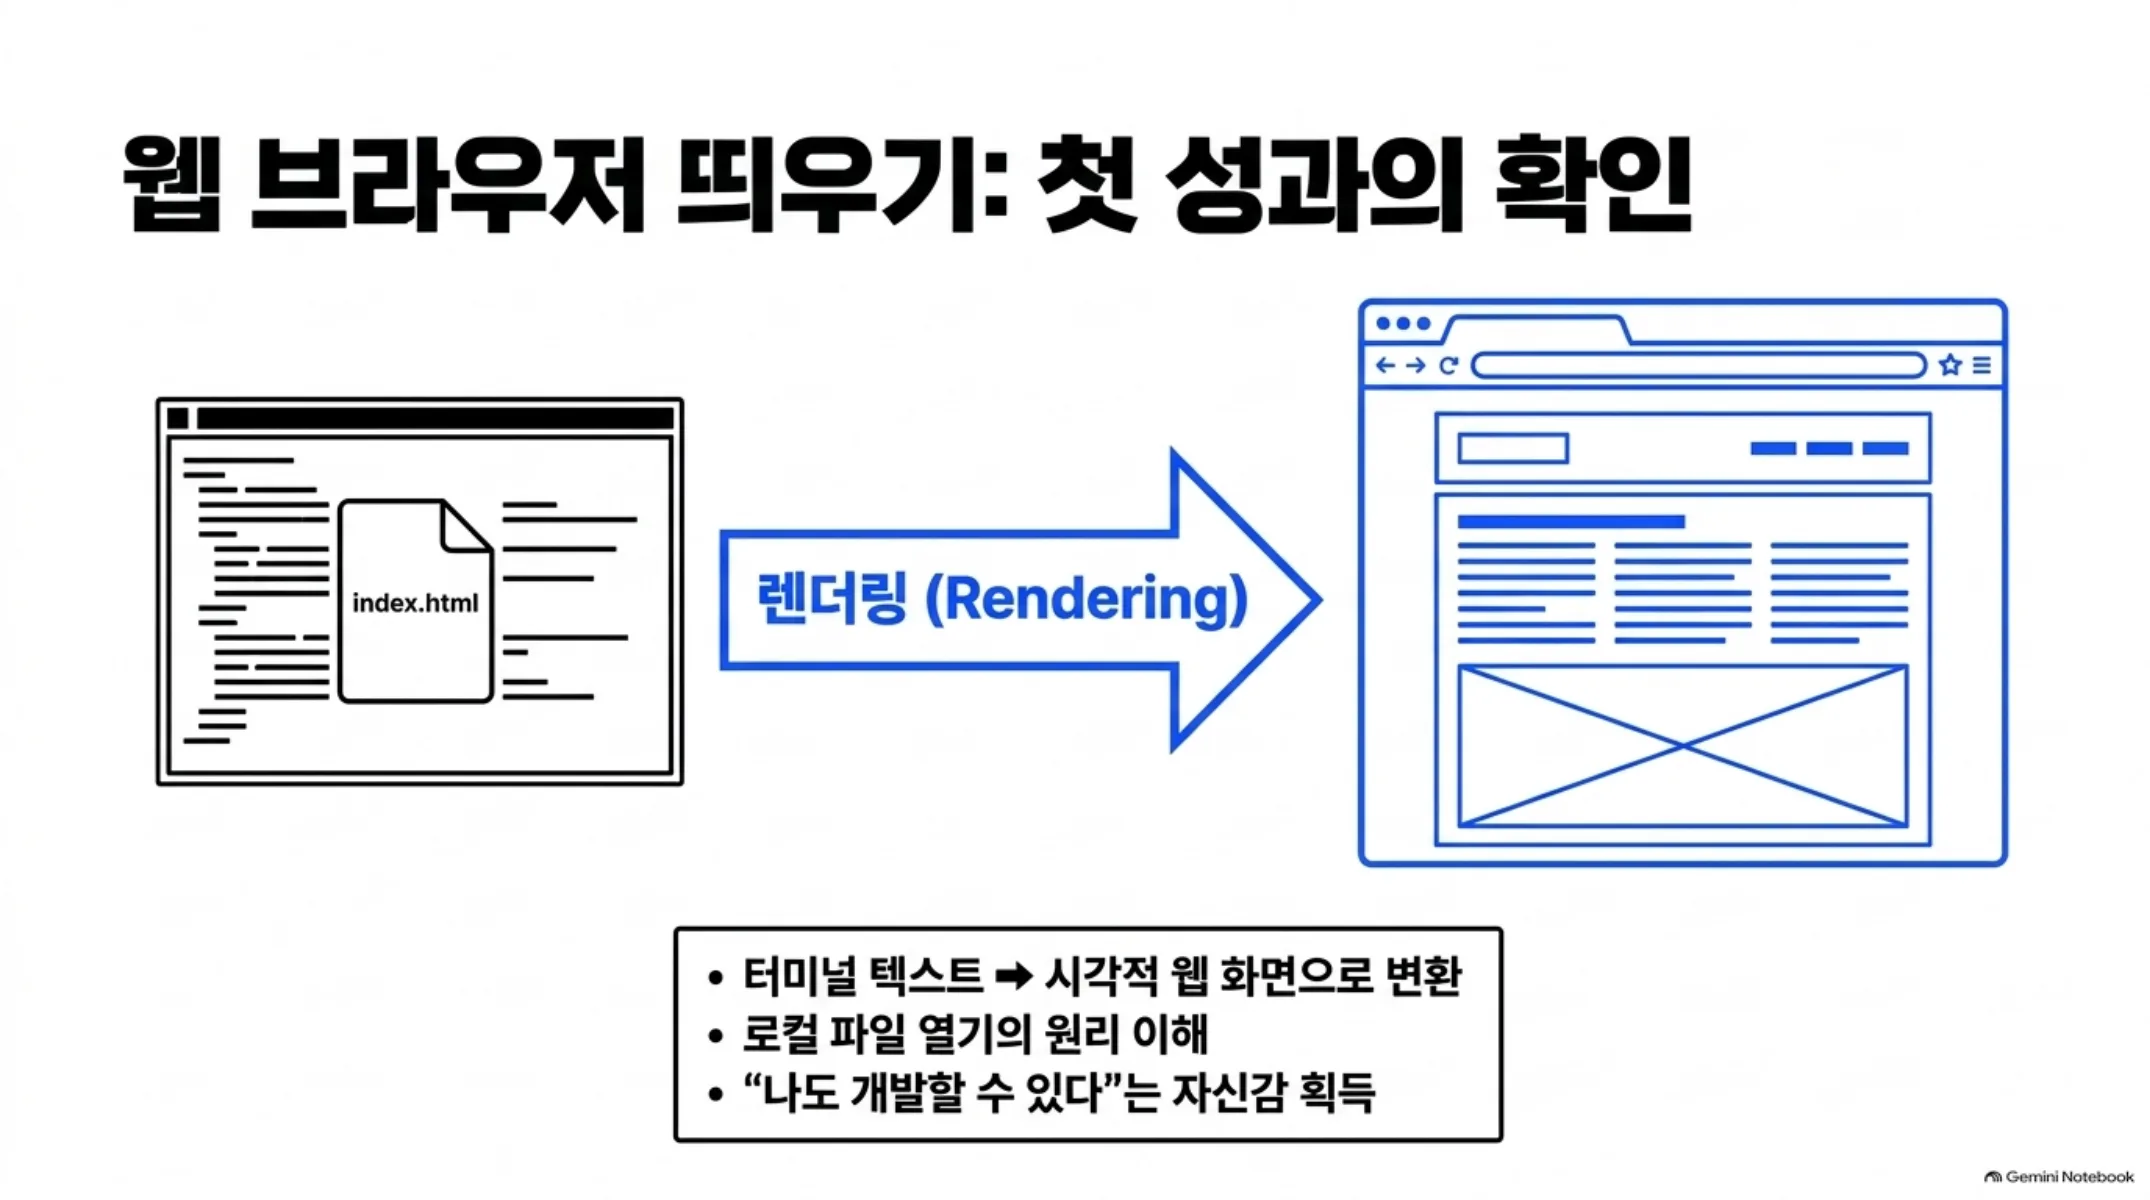 웹 브라우저 띄우기: 첫 성과의 확인
index.html
렌더링 (Rendering)
• 터미널 텍스트 ➡ 시각적 웹 화면으로 변환
• 로컬 파일 열기의 원리 이해
• “나도 개발할 수 있다”는 자신감 획득
Gemini Notebook